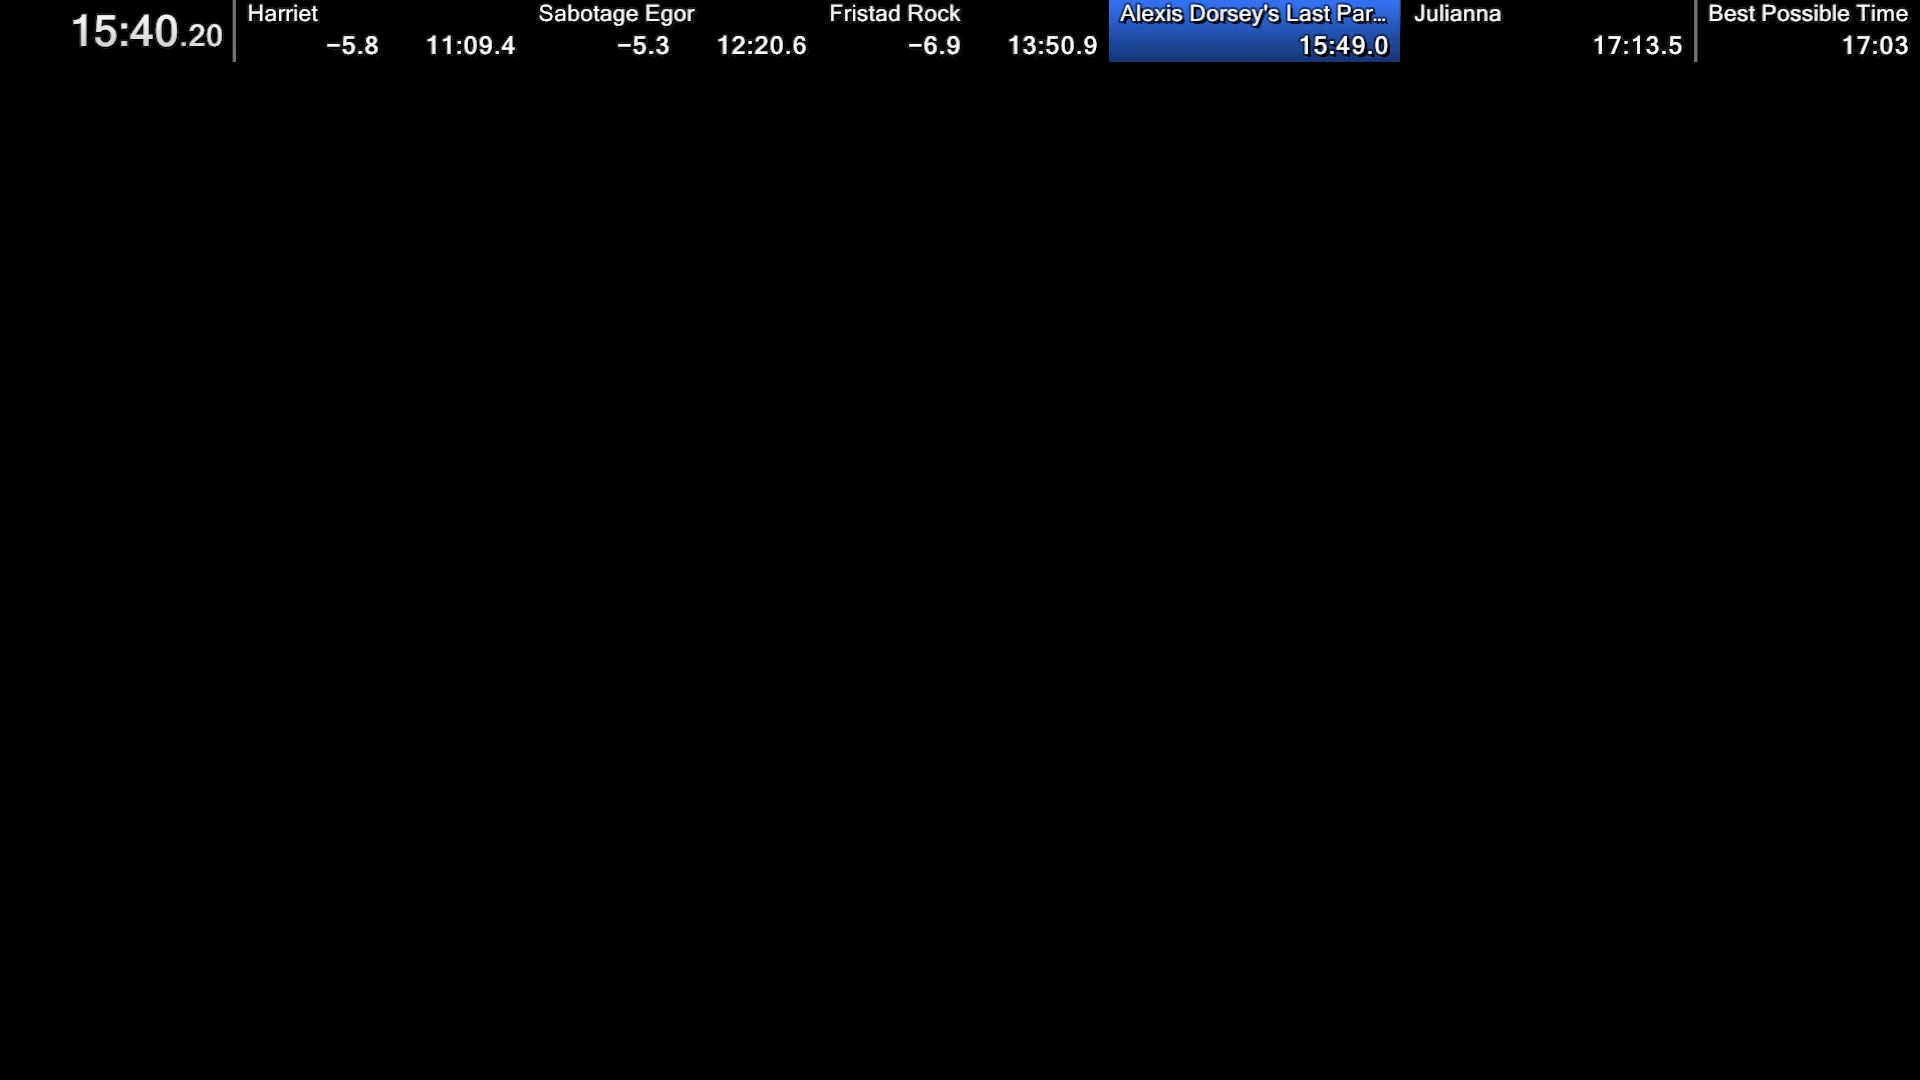 15:40.20
Harriet
−5.8 11:09.4
Sabotage Egor
−5.3 12:20.6
Fristad Rock
−6.9 13:50.9
Alexis Dorsey's Last Par...
15:49.0
Julianna
17:13.5
Best Possible Time
17:03